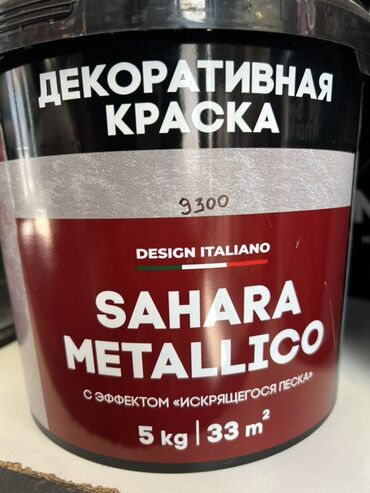 ДЕКОРАТИВНАЯ
КРАСКА
9300
DESIGN ITALIANO
SAHARA
METALLICO
С ЭФФЕКТОМ «ИСКРЯЩЕГОСЯ ПЕСКА»
5 kg | 33 m²